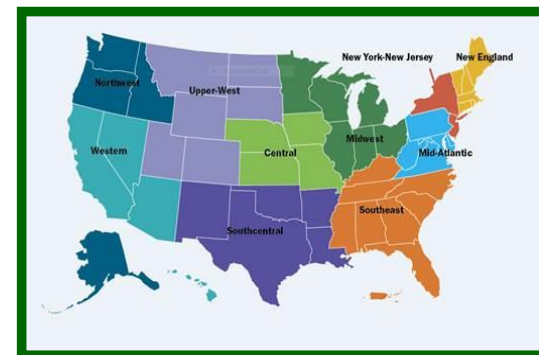 New York-New Jersey
New England
Northwest
Upper-West
Western
Central
Midwest
Mid-Atlantic
Southeast
Southcentral